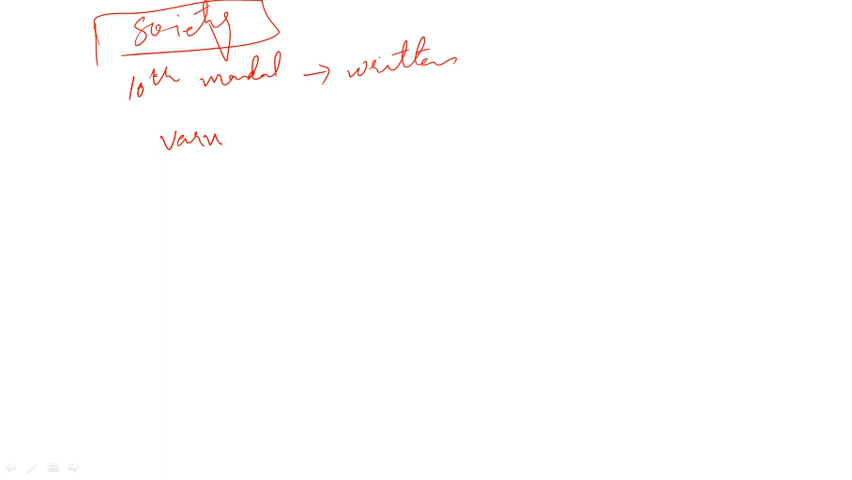 Society
10th mandal → written
varn